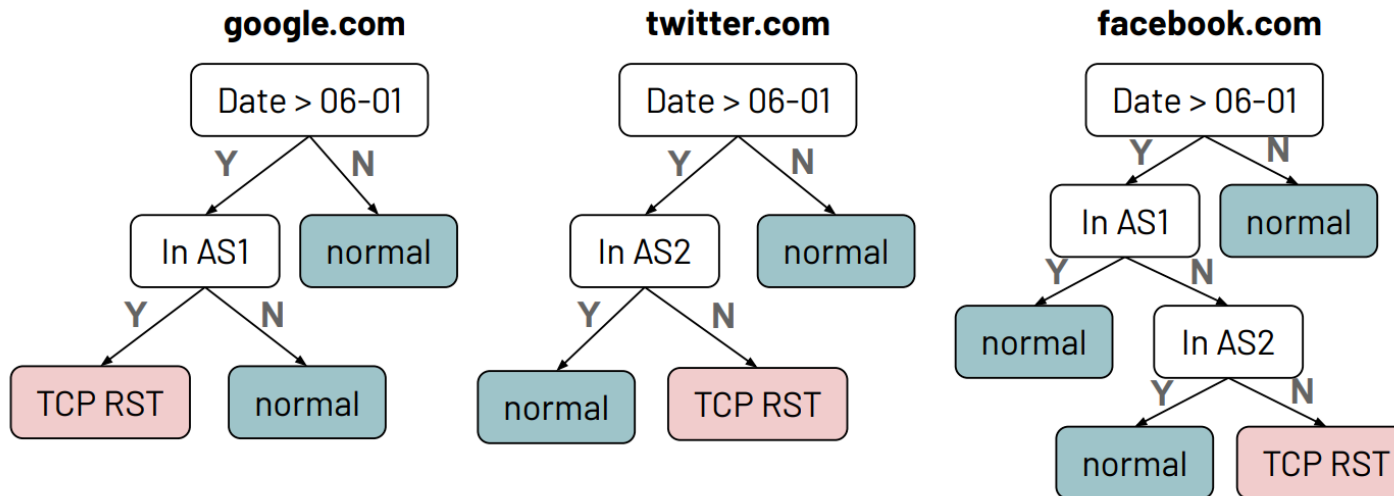 google.com
Date > 06-01
Y
N
In AS1
normal
Y
N
TCP RST
normal
twitter.com
Date > 06-01
Y
N
In AS2
normal
Y
N
normal
TCP RST
facebook.com
Date > 06-01
Y
N
In AS1
normal
Y
N
normal
In AS2
Y
N
normal
TCP RST